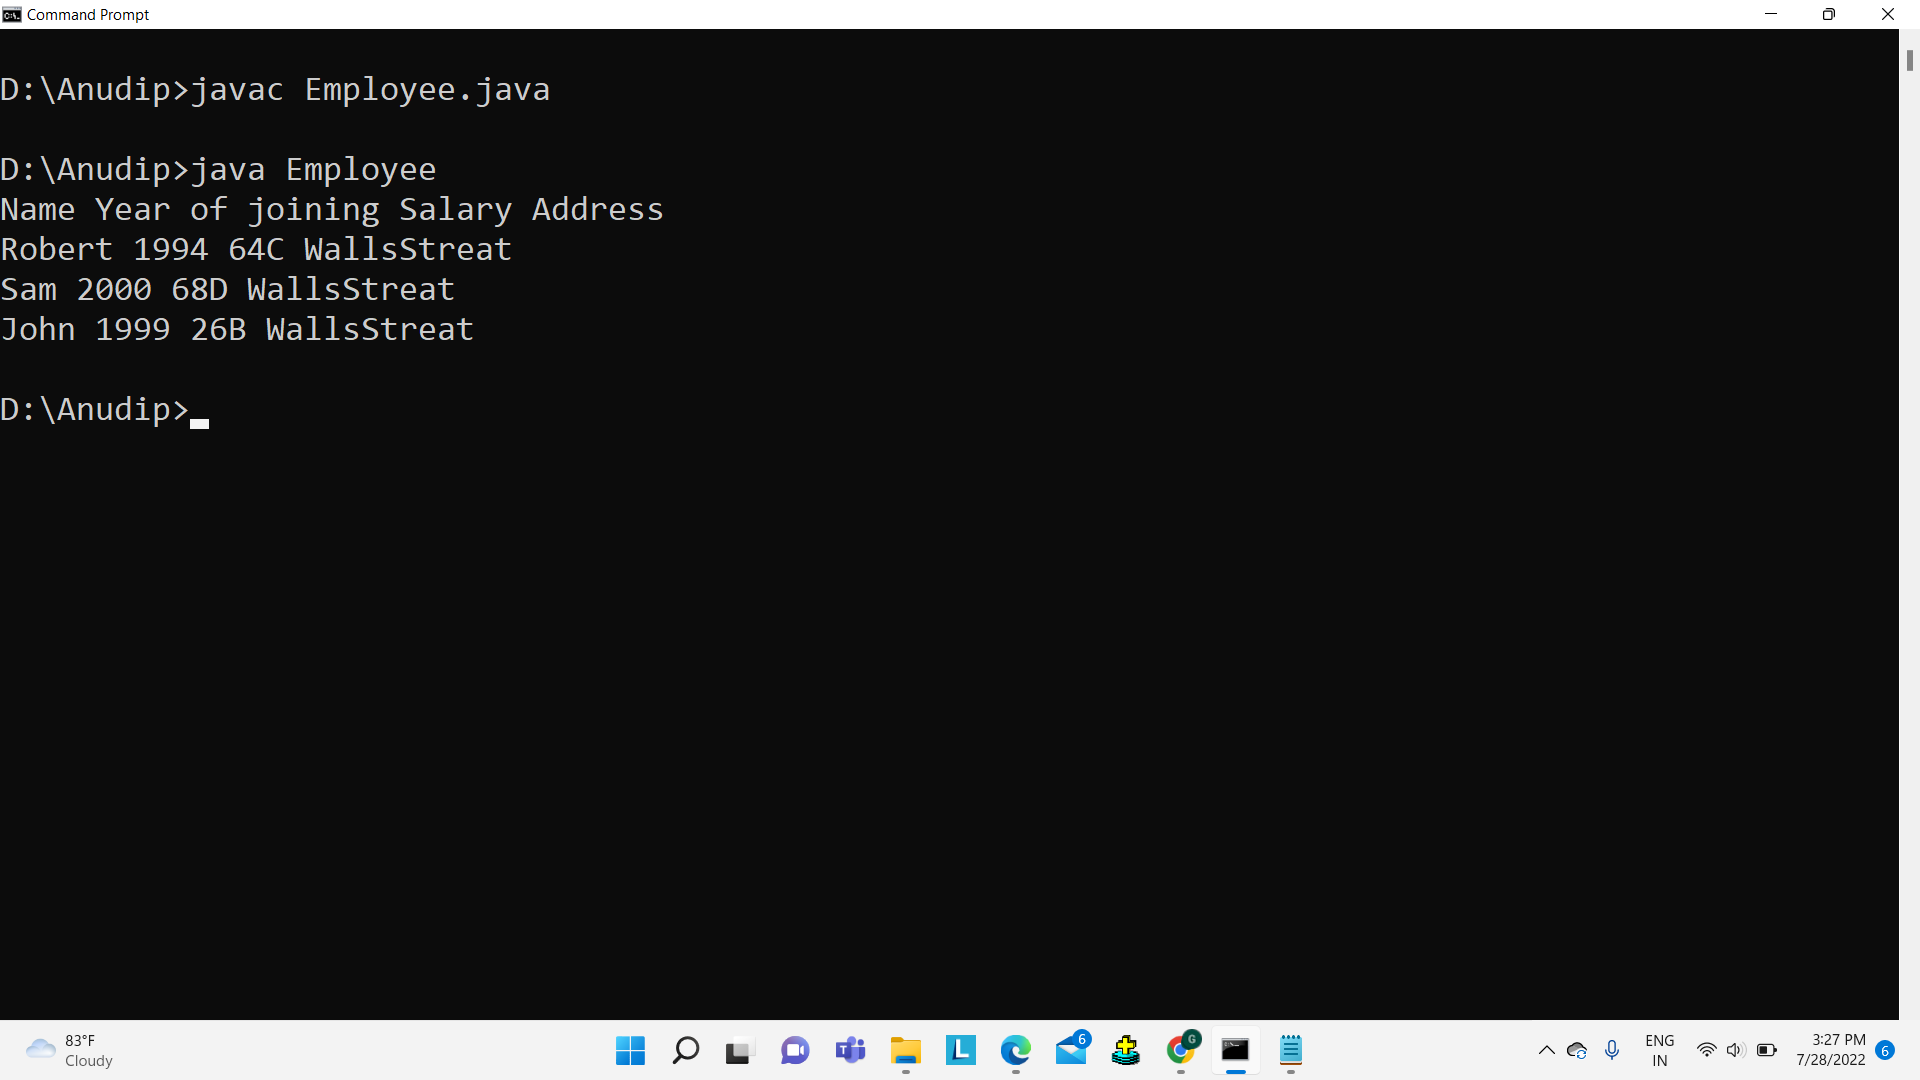 Command Prompt
D:\Anudip>javac Employee.java
D:\Anudip>java Employee
Name Year of joining Salary Address
Robert 1994 64C WallsStreat
Sam 2000 68D WallsStreat
John 1999 26B WallsStreat
D:\Anudip>
83°F
Cloudy
6
G
ENG
IN
3:27 PM
7/28/2022
6